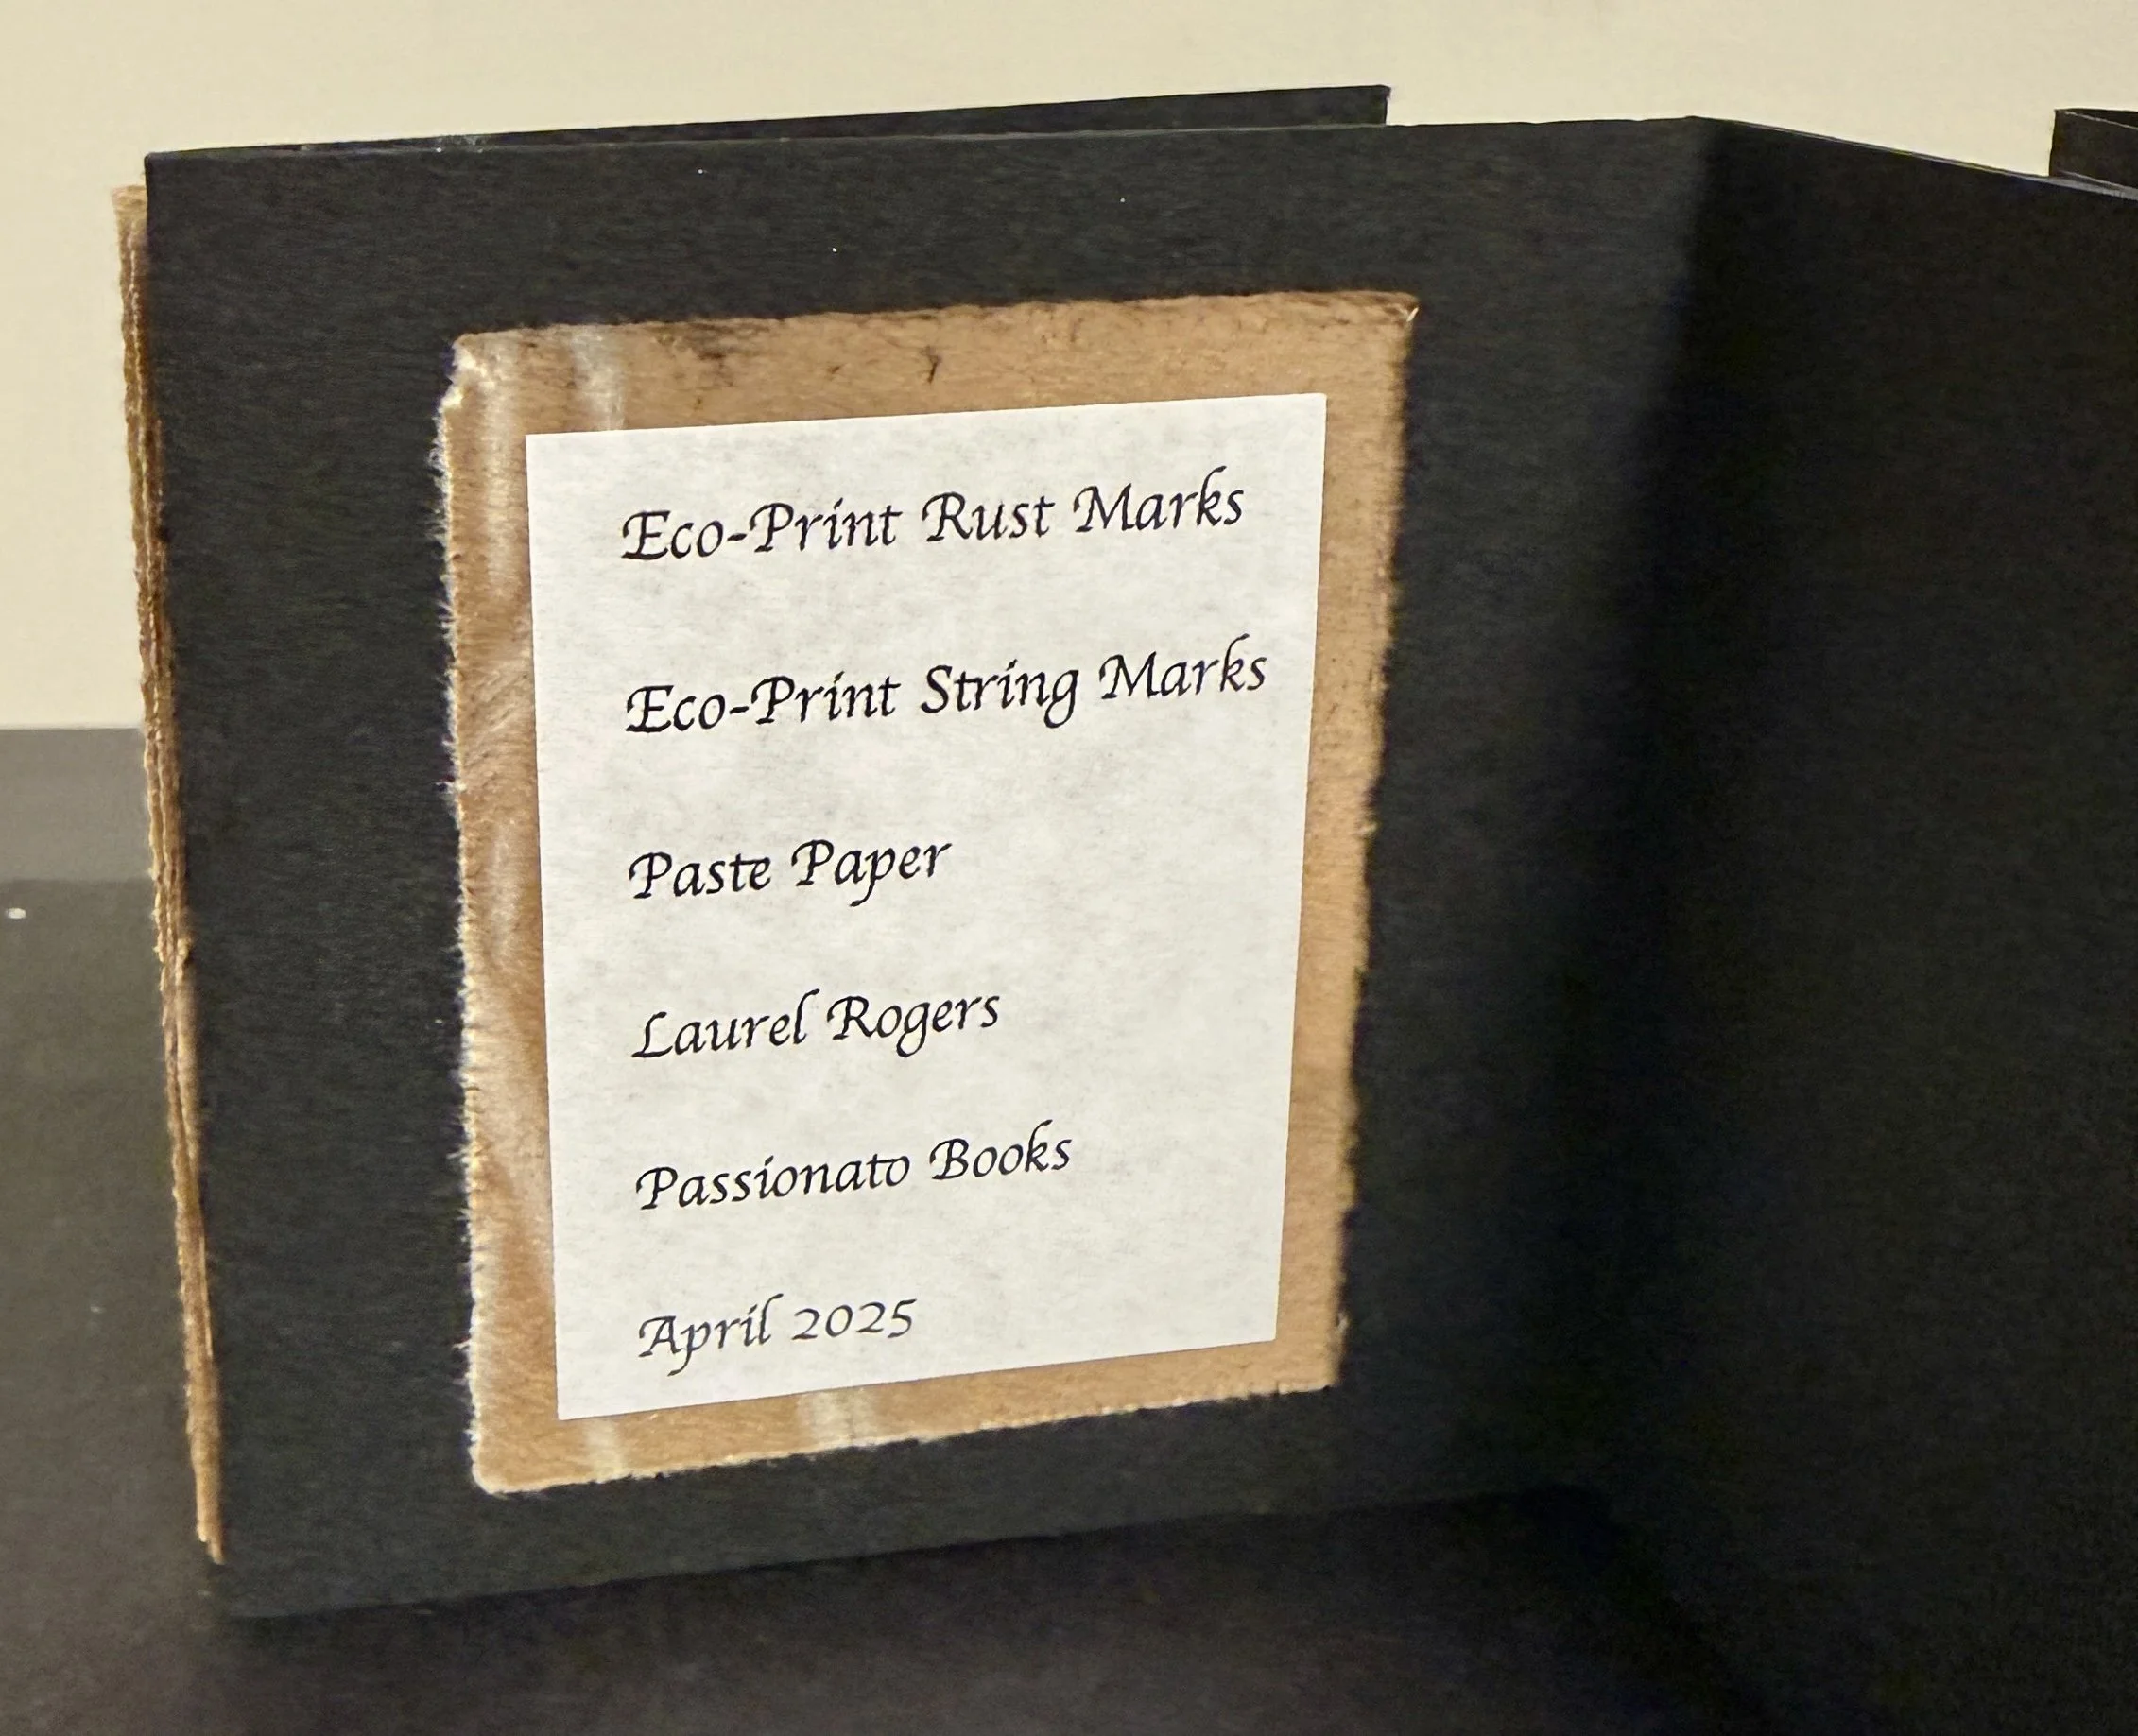 Eco-Print Rust Marks
Eco-Print String Marks
Paste Paper
Laurel Rogers
Passionato Books
April 2025